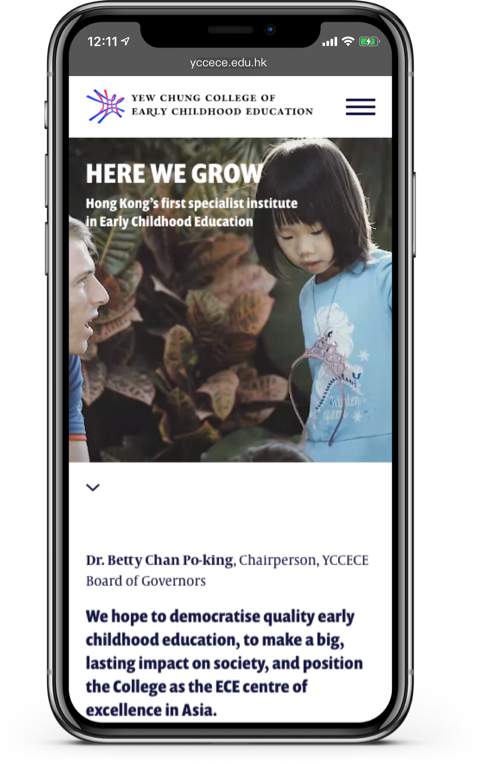 12:11
yccece.edu.hk
YEW CHUNG COLLEGE OF
EARLY CHILDHOOD EDUCATION
HERE WE GROW
Hong Kong's first specialist institute
in Early Childhood Education
Winter
queen
Dr. Betty Chan Po-king, Chairperson, YCCECE
Board of Governors
We hope to democratise quality early
childhood education, to make a big,
lasting impact on society, and position
the College as the ECE centre of
excellence in Asia.